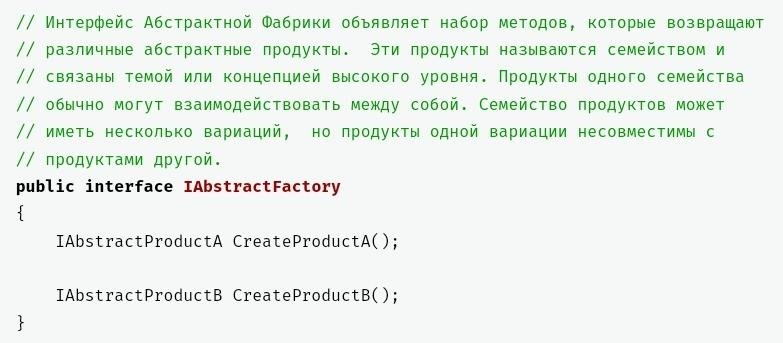 // Интерфейс Абстрактной Фабрики объявляет набор методов, которые возвращают
// различные абстрактные продукты.  Эти продукты называются семейством и
// связаны темой или концепцией высокого уровня. Продукты одного семейства
// обычно могут взаимодействовать между собой. Семейство продуктов может
// иметь несколько вариаций,  но продукты одной вариации несовместимы с
// продуктами другой.
public interface IAbstractFactory
{
    IAbstractProductA CreateProductA();
    IAbstractProductB CreateProductB();
}